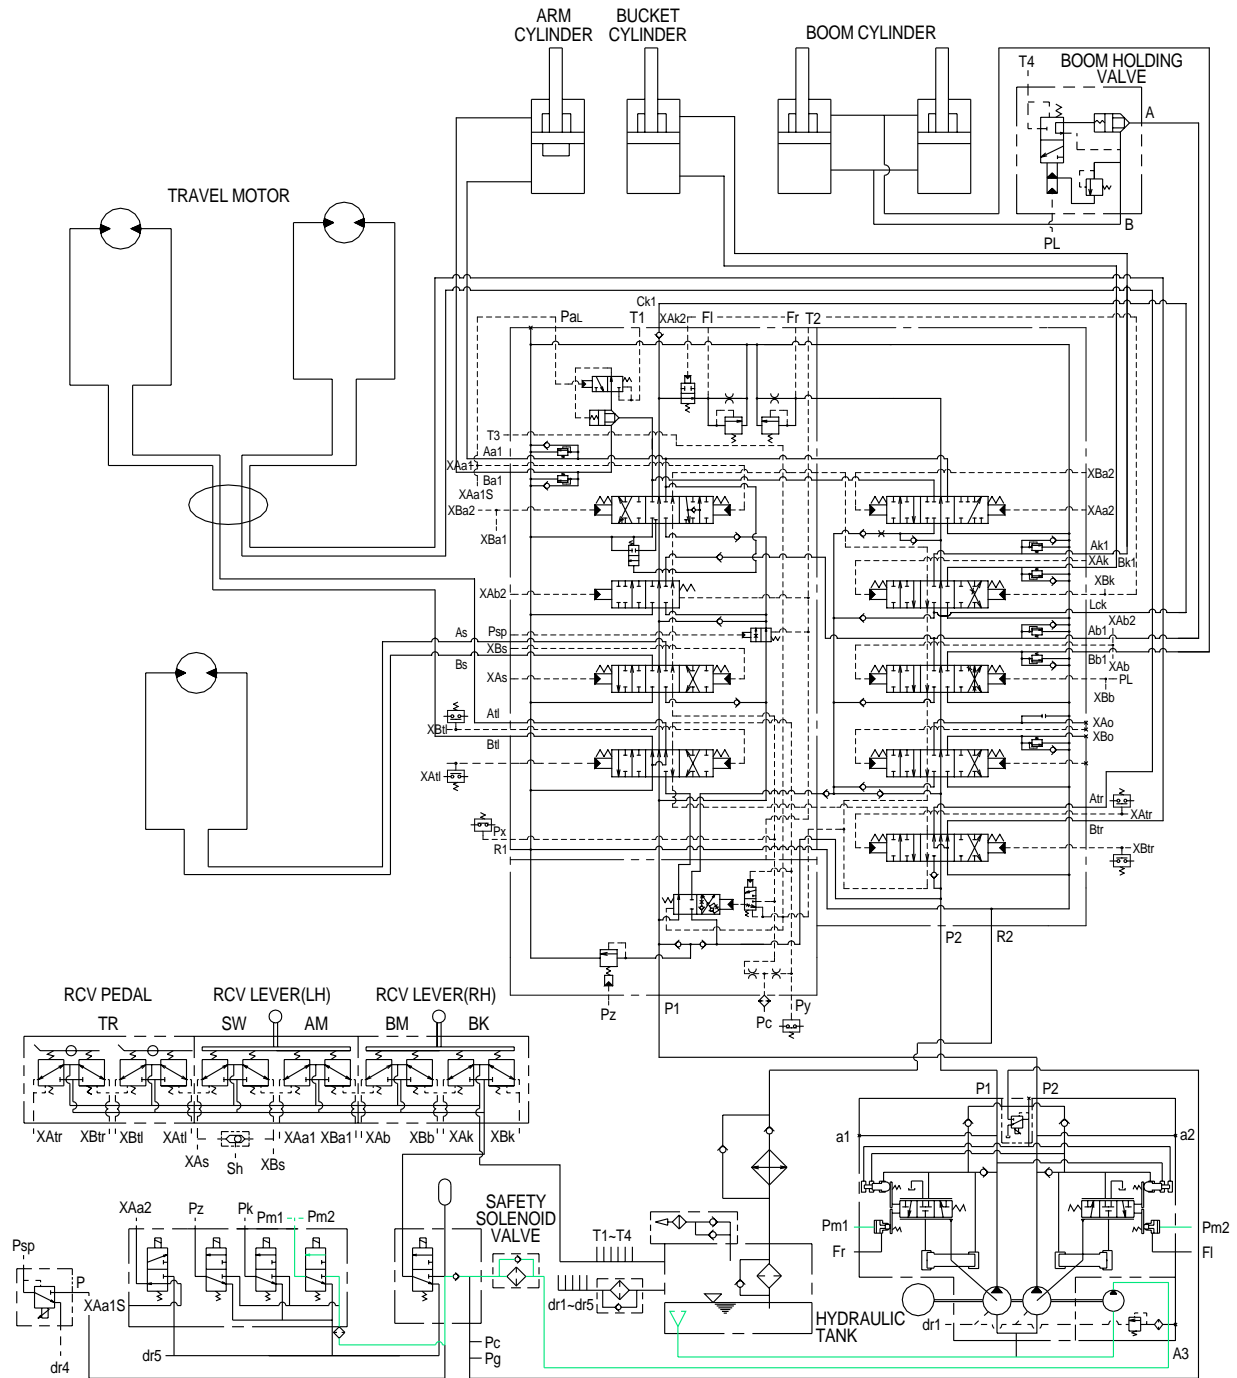 ARM
CYLINDER
BUCKET
CYLINDER
BOOM CYLINDER
BOOM HOLDING
VALVE
T4
A
B
PL
TRAVEL MOTOR
Ck1
PaL
T1
XAk2
Fl
Fr
T2
T3
Aa1
XAa1
Ba1
XAa1S
XBa2
XBa1
XBa2
XAa2
Ak1
XAk
Bk1
XBk
Lck
XAb2
XAb2
As
Psp
XBs
Bs
XAs
Ab1
Bb1
XAb
PL
XBb
Atl
XBtl
Btl
XAtl
XAo
XBo
Atr
XAtr
Btr
XBtr
Px
R1
P2
R2
Pz
P1
Pc
Py
RCV PEDAL
RCV LEVER(LH)
RCV LEVER(RH)
TR
SW
AM
BM
BK
XAtr
XBtr
XBtl
XAtl
XAa1
XBa1
XAb
XBb
XAk
XBk
XAs
Sh
XBs
P1
P2
a1
a2
Pm1
Pm2
Fr
Fl
XAa2
Pz
Pk
Pm1
Pm2
SAFETY
SOLENOID
VALVE
T1~T4
Psp
P
XAa1S
dr1~dr5
HYDRAULIC
TANK
dr1
A3
dr4
dr5
Pc
Pg